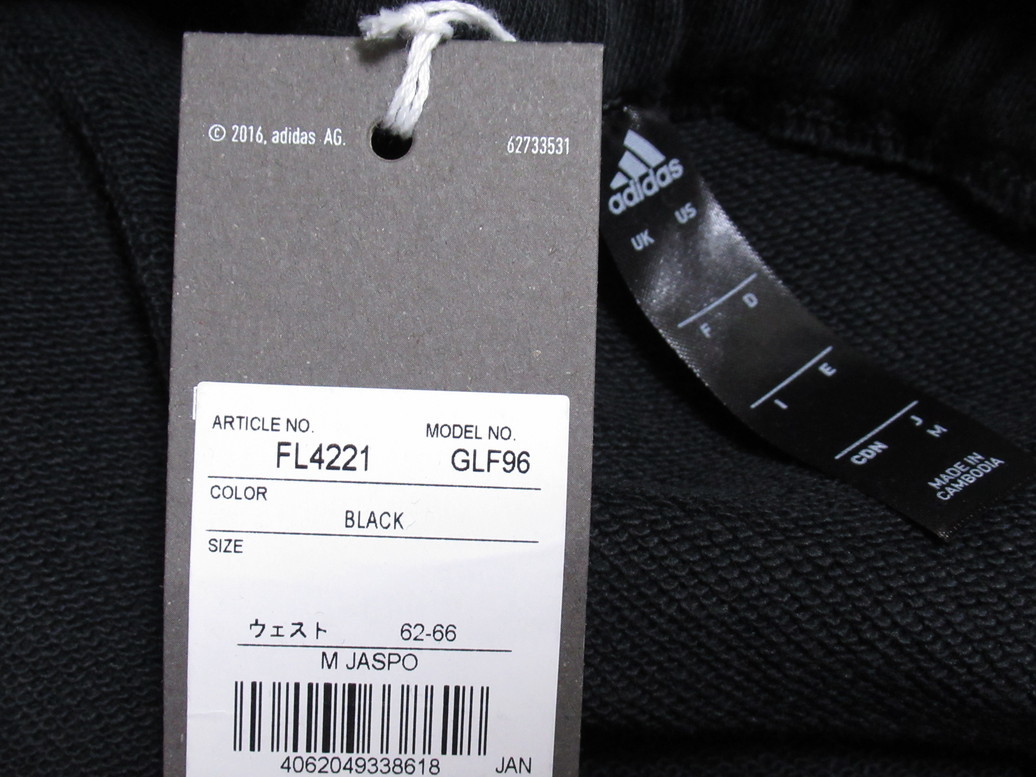 © 2016, adidas AG.
62733531
ARTICLE NO.
MODEL NO.
FL4221
GLF96
COLOR
BLACK
SIZE
ウェスト 62-66
M JASPO
4062049338618 JAN
adidas
UK US
F D
I E
CDN J
M
MADE IN
CAMBODIA